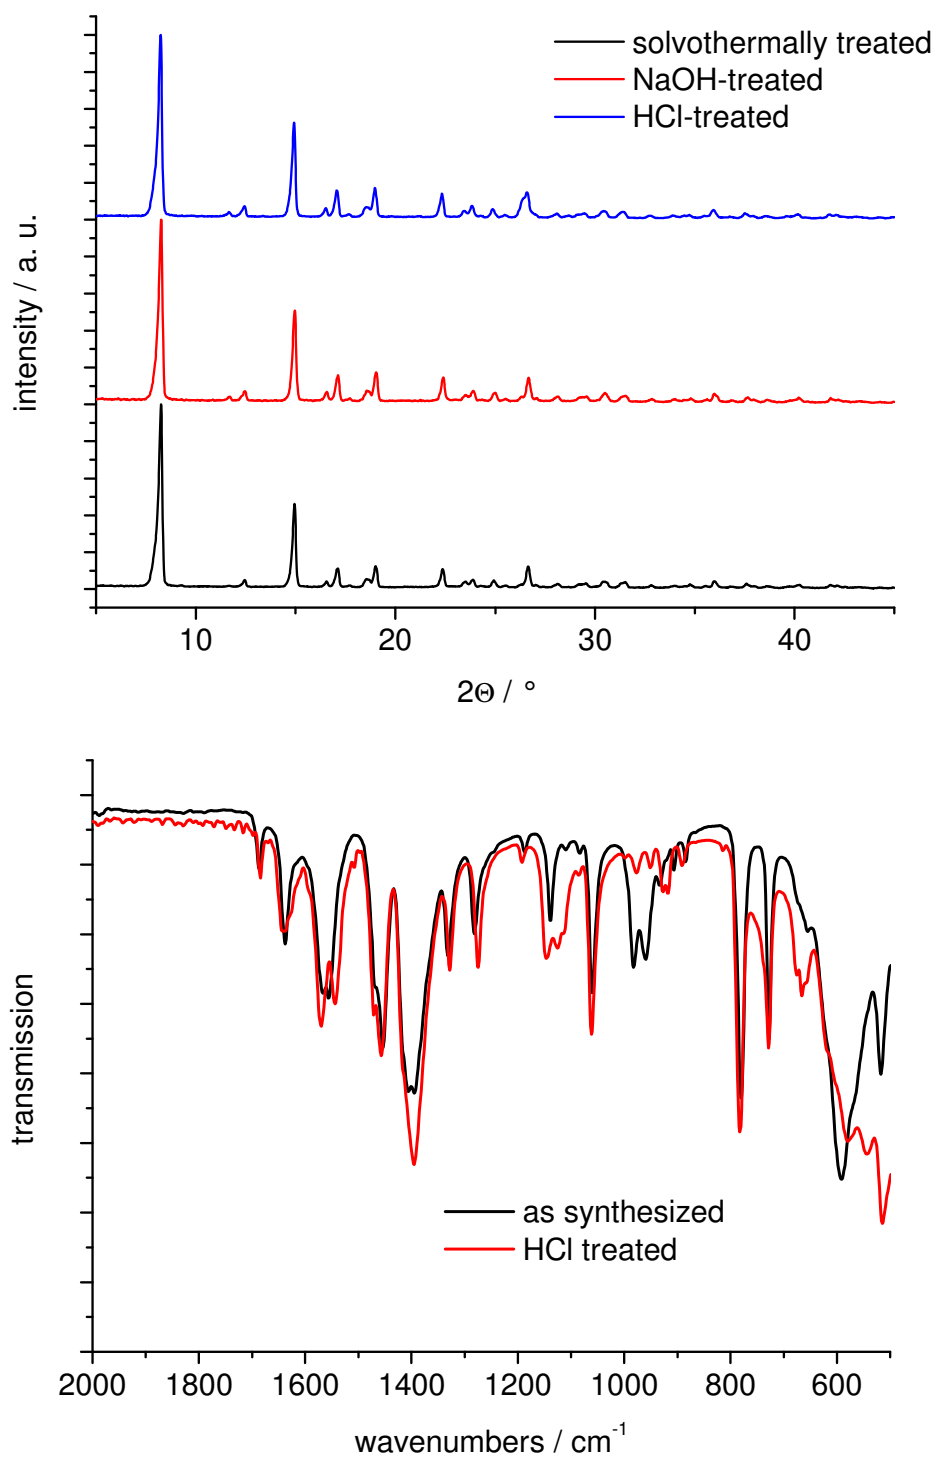 solvothermally treated
NaOH-treated
HCl-treated
intensity / a. u.
10 20 30 40
2Θ / °
transmission
as synthesized
HCl treated
2000 1800 1600 1400 1200 1000 800 600
wavenumbers / cm⁻¹